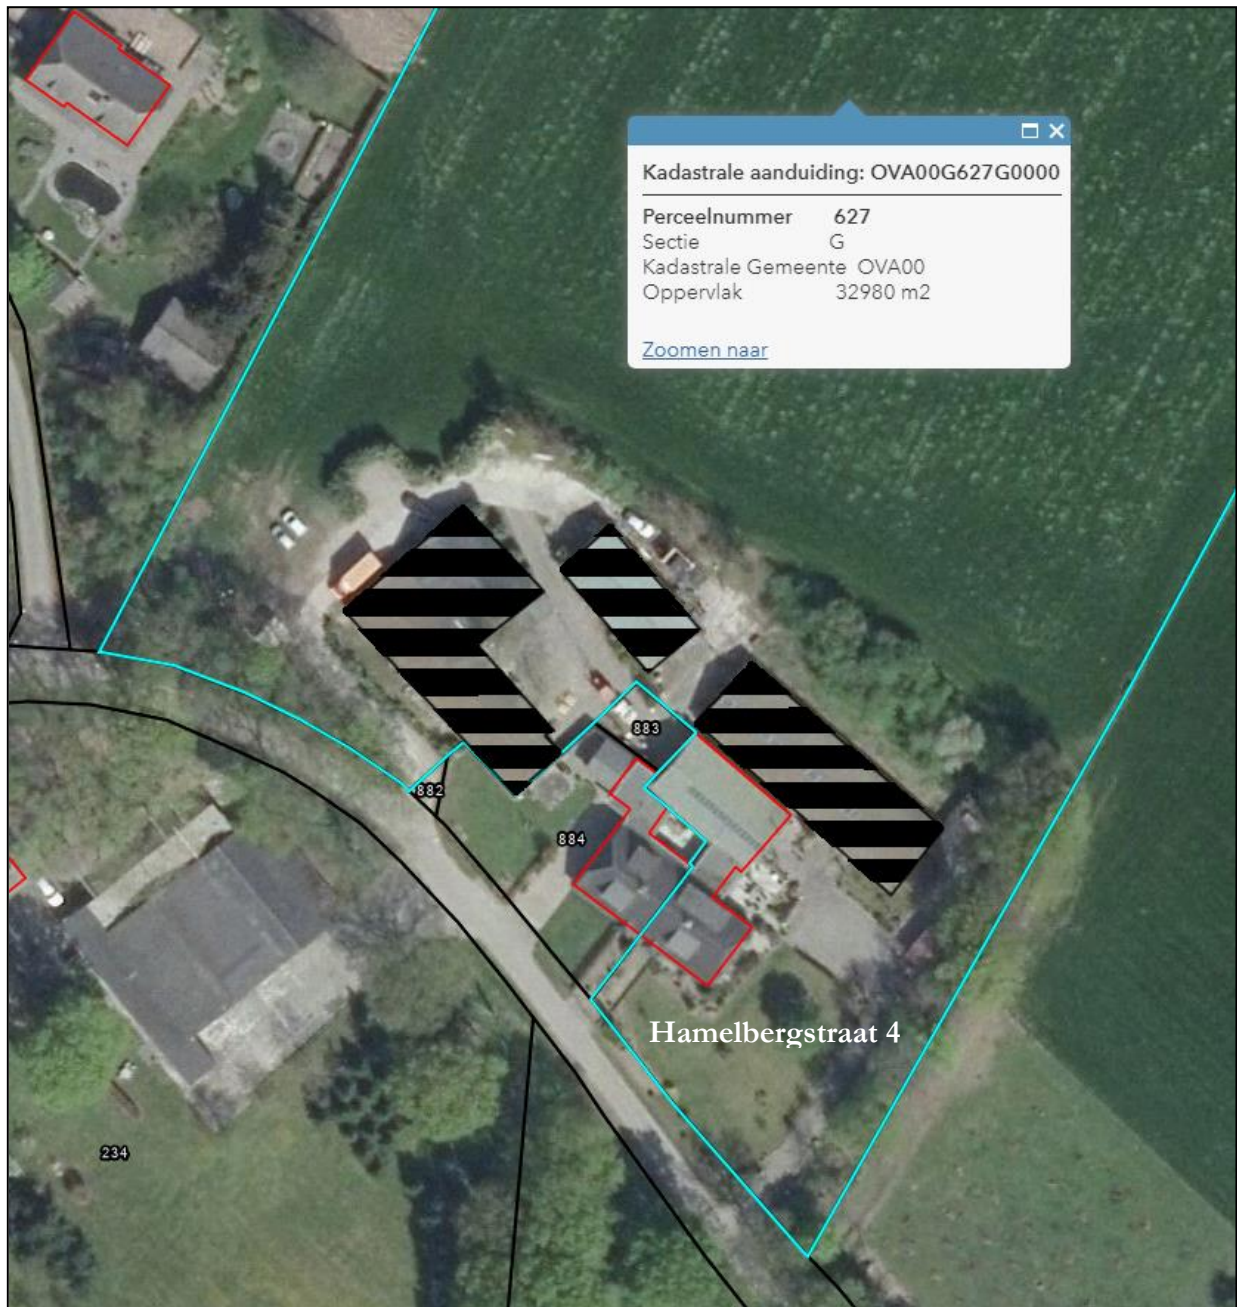 Kadastrale aanduiding: OVA00G627G0000
Perceelnummer 627
Sectie G
Kadastrale Gemeente OVA00
Oppervlak 32980 m2
Zoomen naar
883
882
884
Hamelbergstraat 4
234